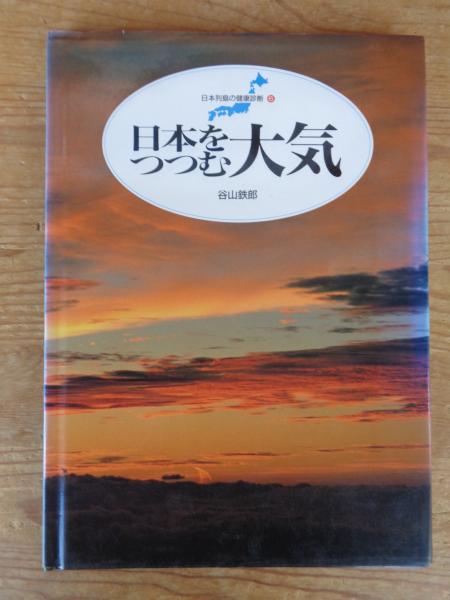 日本列島の健康診断
日本を
つつむ
大気
谷山鉄郎